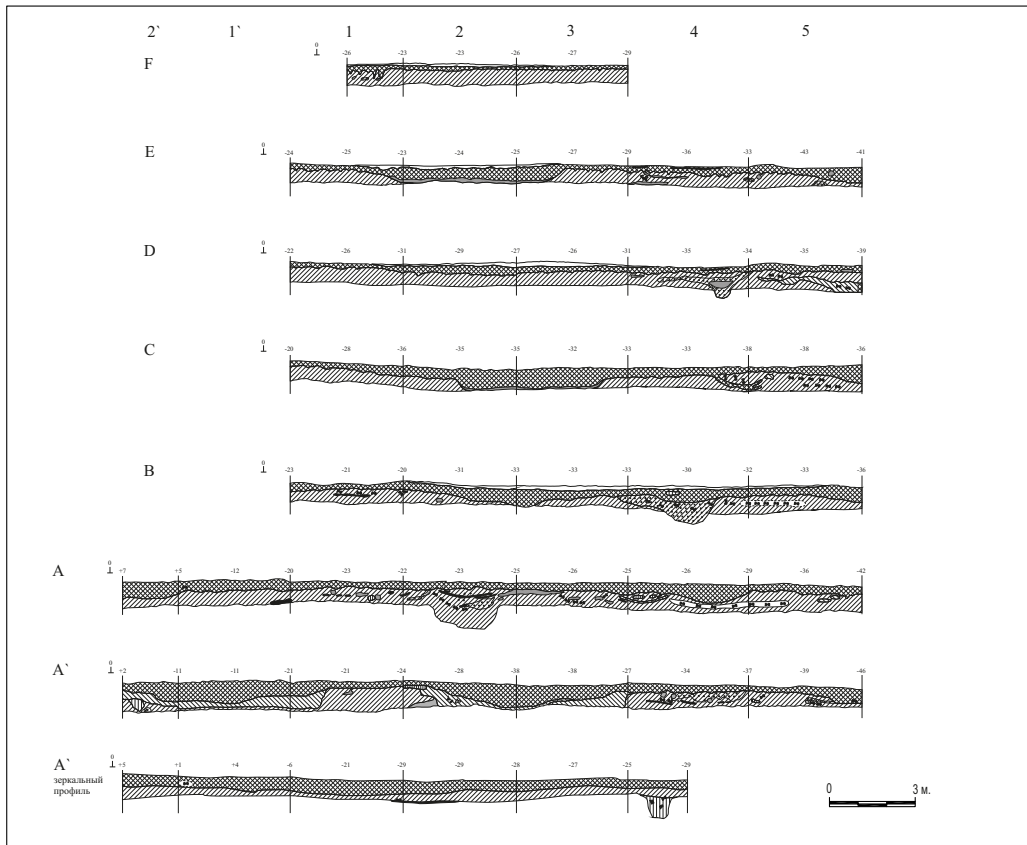 2` 1` 1 2 3 4 5
F
0
-26 -23 -23 -26 -27 -29
E
0
-24 -25 -23 -24 -25 -27 -29 -36 -33 -43 -41
D
0
-22 -26 -31 -29 -27 -26 -31 -35 -34 -35 -39
C
0
-20 -28 -36 -35 -35 -32 -33 -33 -38 -38 -36
B
0
-23 -21 -20 -31 -33 -33 -33 -30 -32 -33 -36
A
0
+7 +5 -12 -20 -23 -22 -23 -25 -26 -25 -26 -29 -36 -42
A`
0
+2 -11 -11 -21 -21 -24 -28 -38 -38 -27 -34 -37 -39 -46
A`
зеркальный
профиль
0
+5 +1 +4 -6 -21 -29 -29 -28 -27 -25 -29
0 3 м.